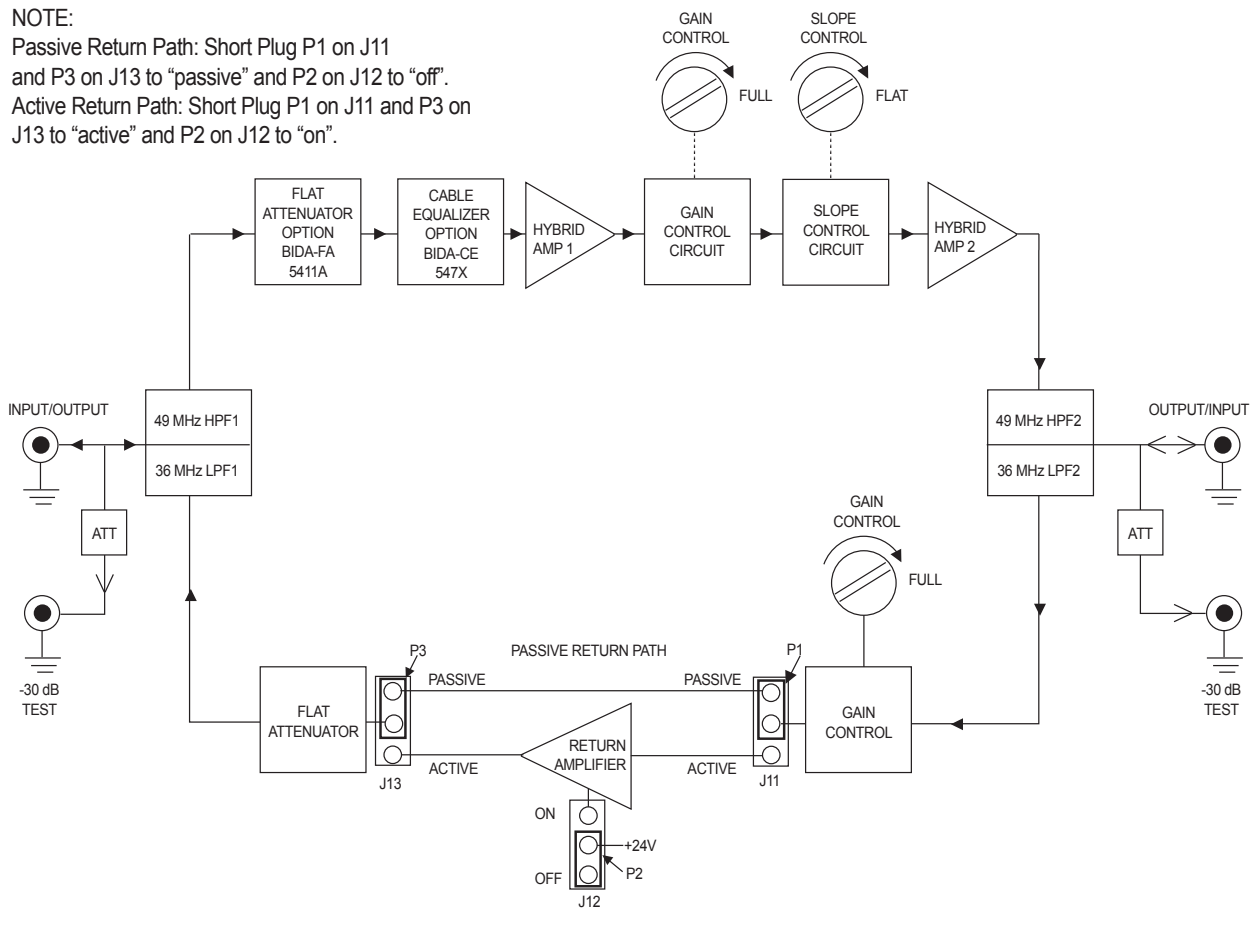 NOTE:
Passive Return Path: Short Plug P1 on J11
and P3 on J13 to “passive” and P2 on J12 to “off”.
Active Return Path: Short Plug P1 on J11 and P3 on
J13 to “active” and P2 on J12 to “on”.
GAIN
CONTROL
FULL
SLOPE
CONTROL
FLAT
FLAT
ATTENUATOR
OPTION
BIDA-FA
5411A
CABLE
EQUALIZER
OPTION
BIDA-CE
547X
HYBRID
AMP 1
GAIN
CONTROL
CIRCUIT
SLOPE
CONTROL
CIRCUIT
HYBRID
AMP 2
INPUT/OUTPUT
49 MHz HPF1
36 MHz LPF1
ATT
-30 dB
TEST
49 MHz HPF2
36 MHz LPF2
OUTPUT/INPUT
ATT
-30 dB
TEST
GAIN
CONTROL
FULL
P3
PASSIVE RETURN PATH
P1
PASSIVE
PASSIVE
FLAT
ATTENUATOR
RETURN
AMPLIFIER
GAIN
CONTROL
ACTIVE
ACTIVE
J13
J11
ON
+24V
OFF
P2
J12